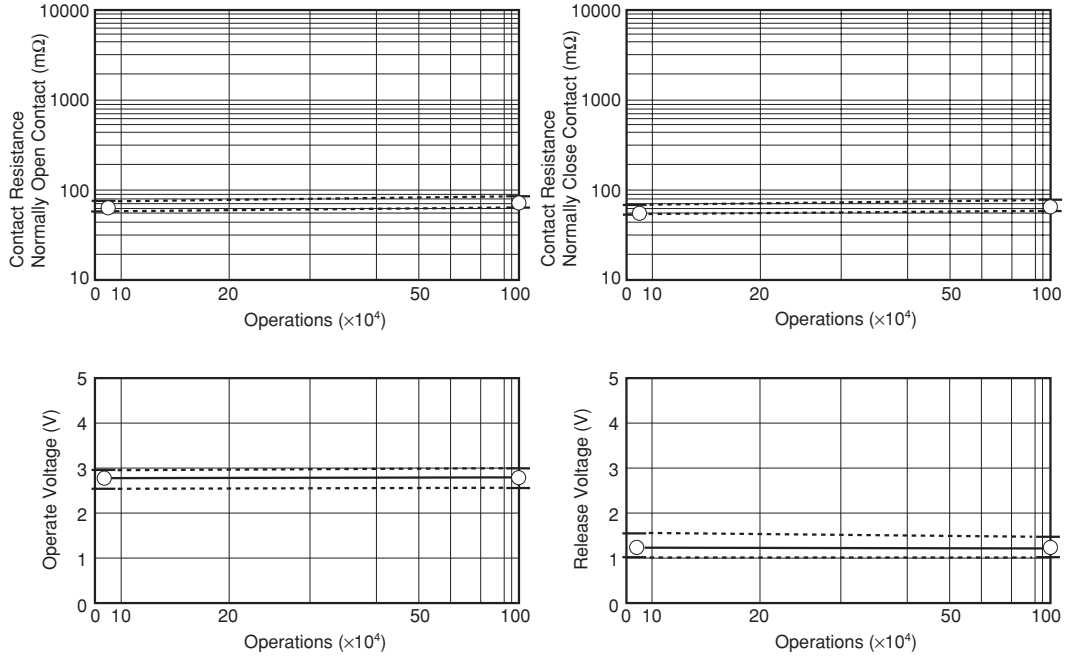 10000
1000
100
10
Contact Resistance
Normally Open Contact (mΩ)
0 10 20 50 100
Operations (×10⁴)
10000
1000
100
10
Contact Resistance
Normally Close Contact (mΩ)
0 10 20 50 100
Operations (×10⁴)
5
4
3
2
1
0
Operate Voltage (V)
0 10 20 50 100
Operations (×10⁴)
5
4
3
2
1
0
Release Voltage (V)
0 10 20 50 100
Operations (×10⁴)